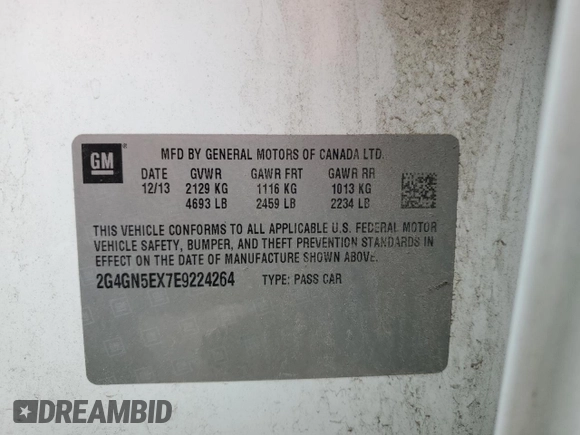 GM
MFD BY GENERAL MOTORS OF CANADA LTD.
DATE GVWR GAWR FRT GAWR RR
12/13 2129 KG 1116 KG 1013 KG
4693 LB 2459 LB 2234 LB
THIS VEHICLE CONFORMS TO ALL APPLICABLE U.S. FEDERAL MOTOR
VEHICLE SAFETY, BUMPER, AND THEFT PREVENTION STANDARDS IN
EFFECT ON THE DATE OF MANUFACTURE SHOWN ABOVE.
2G4GN5EX7E9224264 TYPE: PASS CAR
DREAMBID